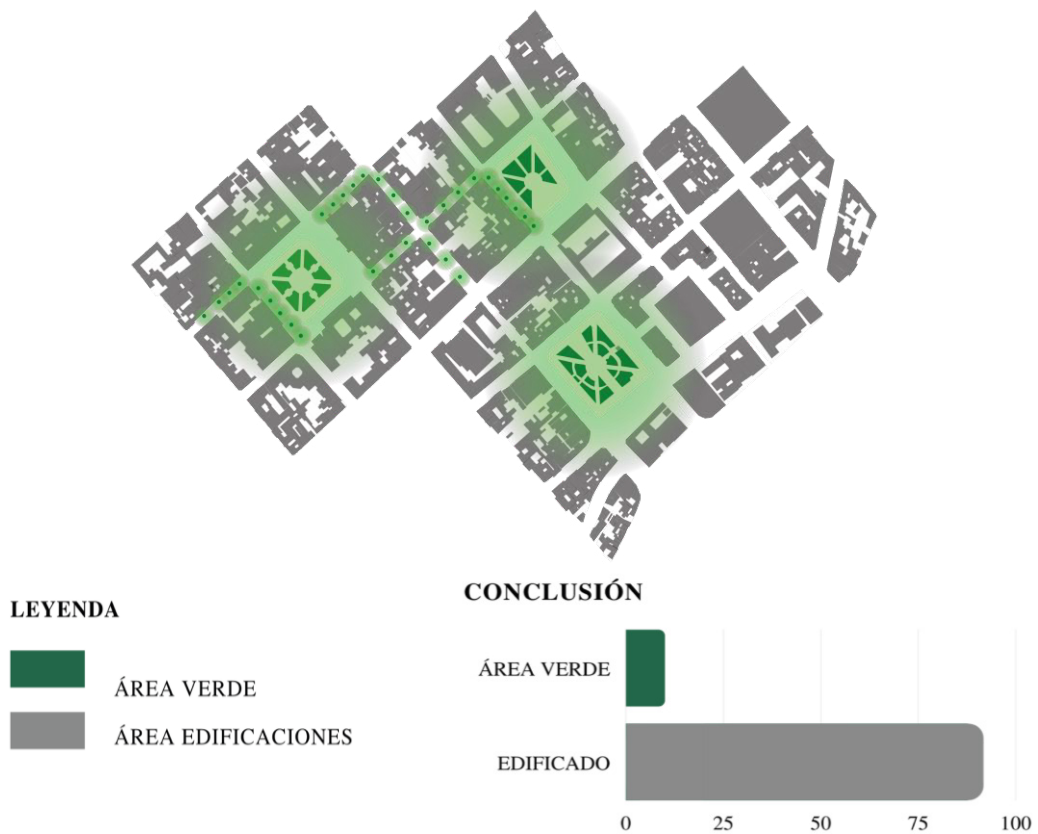 LEYENDA
ÁREA VERDE
ÁREA EDIFICACIONES
CONCLUSIÓN
ÁREA VERDE
EDIFICADO
0 25 50 75 100